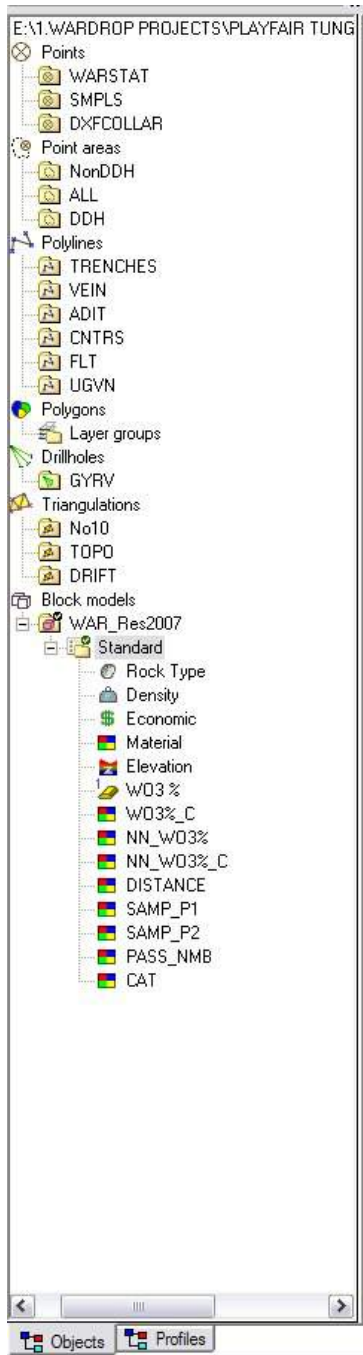 E:\1.WARDROP PROJECTS\PLAYFAIR TUNG
Points
WARSTAT
SMPLS
DXFCOLLAR
Point areas
NonDDH
ALL
DDH
Polylines
TRENCHES
VEIN
ADIT
CNTRS
FLT
UGVN
Polygons
Layer groups
Drillholes
GYRV
Triangulations
No10
TOPO
DRIFT
Block models
WAR_Res2007
Standard
Rock Type
Density
Economic
Material
Elevation
WO3 %
WO3%_C
NN_WO3%
NN_WO3%_C
DISTANCE
SAMP_P1
SAMP_P2
PASS_NMB
CAT
Objects Profiles